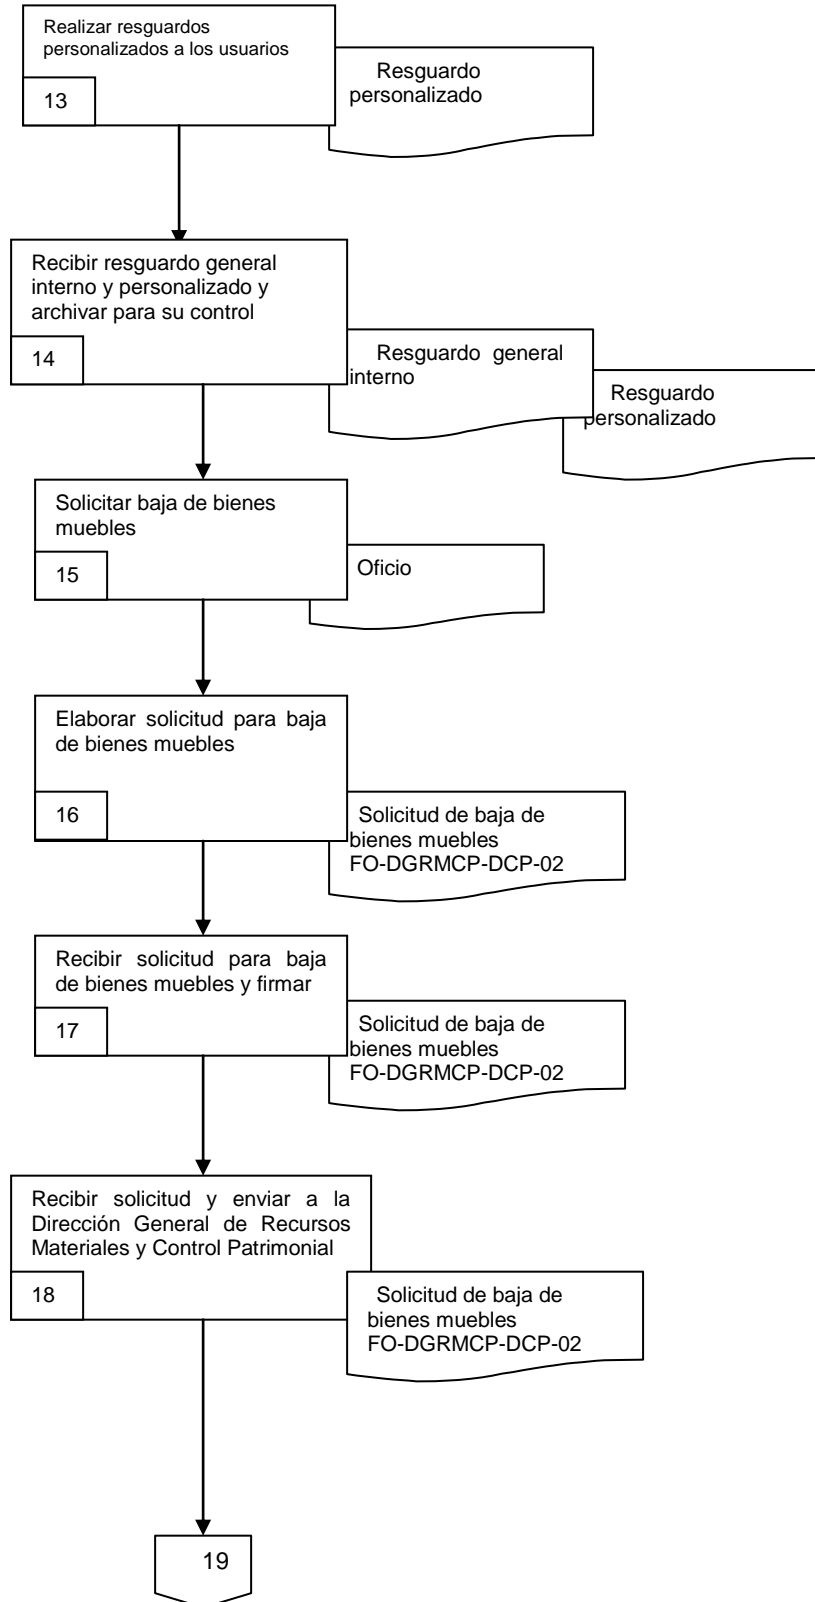 Realizar resguardos
personalizados a los usuarios
13
Resguardo
personalizado
Recibir resguardo general
interno y personalizado y
archivar para su control
14
Resguardo general
interno
Resguardo
personalizado
Solicitar baja de bienes
muebles
15
Oficio
Elaborar solicitud para baja
de bienes muebles
16
Solicitud de baja de
bienes muebles
FO-DGRMCP-DCP-02
Recibir solicitud para baja
de bienes muebles y firmar
17
Solicitud de baja de
bienes muebles
FO-DGRMCP-DCP-02
Recibir solicitud y enviar a la
Dirección General de Recursos
Materiales y Control Patrimonial
18
Solicitud de baja de
bienes muebles
FO-DGRMCP-DCP-02
19